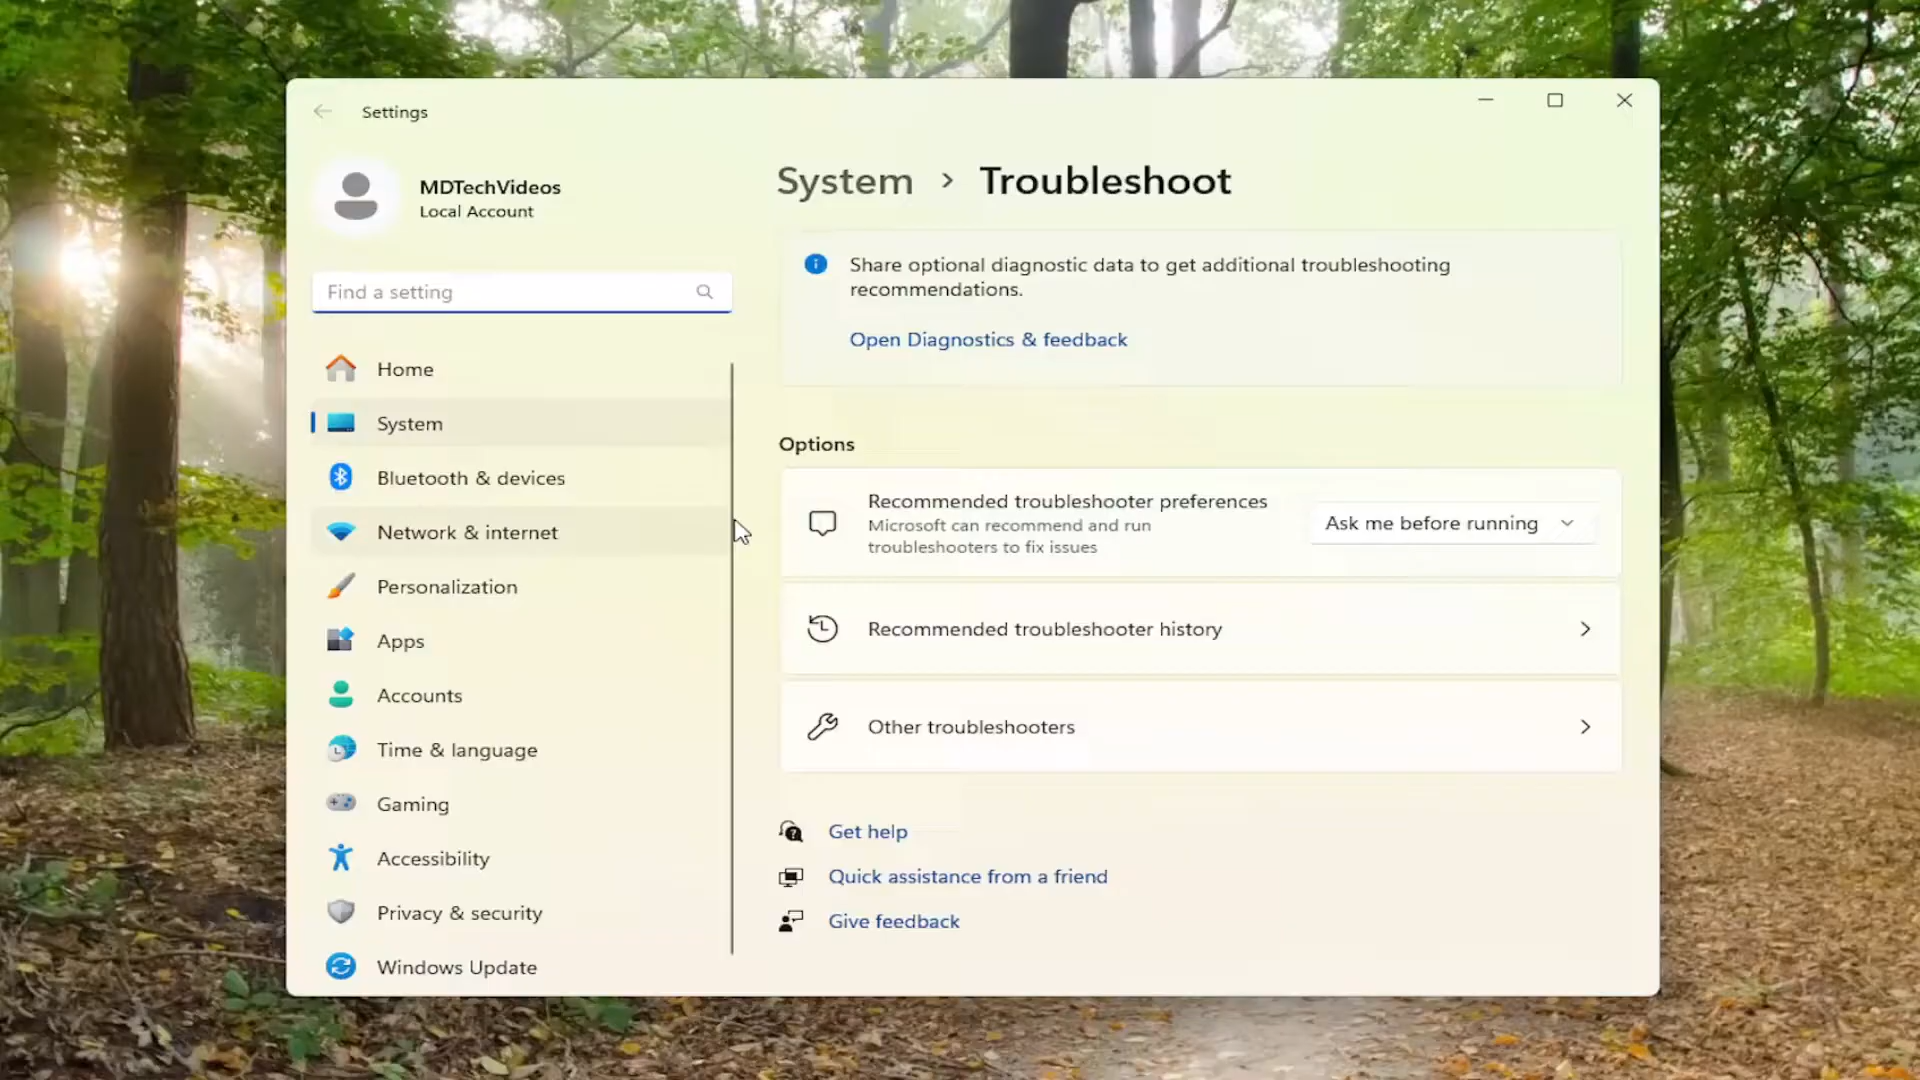 Settings
MDTechVideos
Local Account
Find a setting
Home
System
Bluetooth & devices
Network & internet
Personalization
Apps
Accounts
Time & language
Gaming
Accessibility
Privacy & security
Windows Update
System > Troubleshoot
Share optional diagnostic data to get additional troubleshooting
recommendations.
Open Diagnostics & feedback
Options
Recommended troubleshooter preferences
Microsoft can recommend and run
troubleshooters to fix issues
Ask me before running
Recommended troubleshooter history
Other troubleshooters
Get help
Quick assistance from a friend
Give feedback